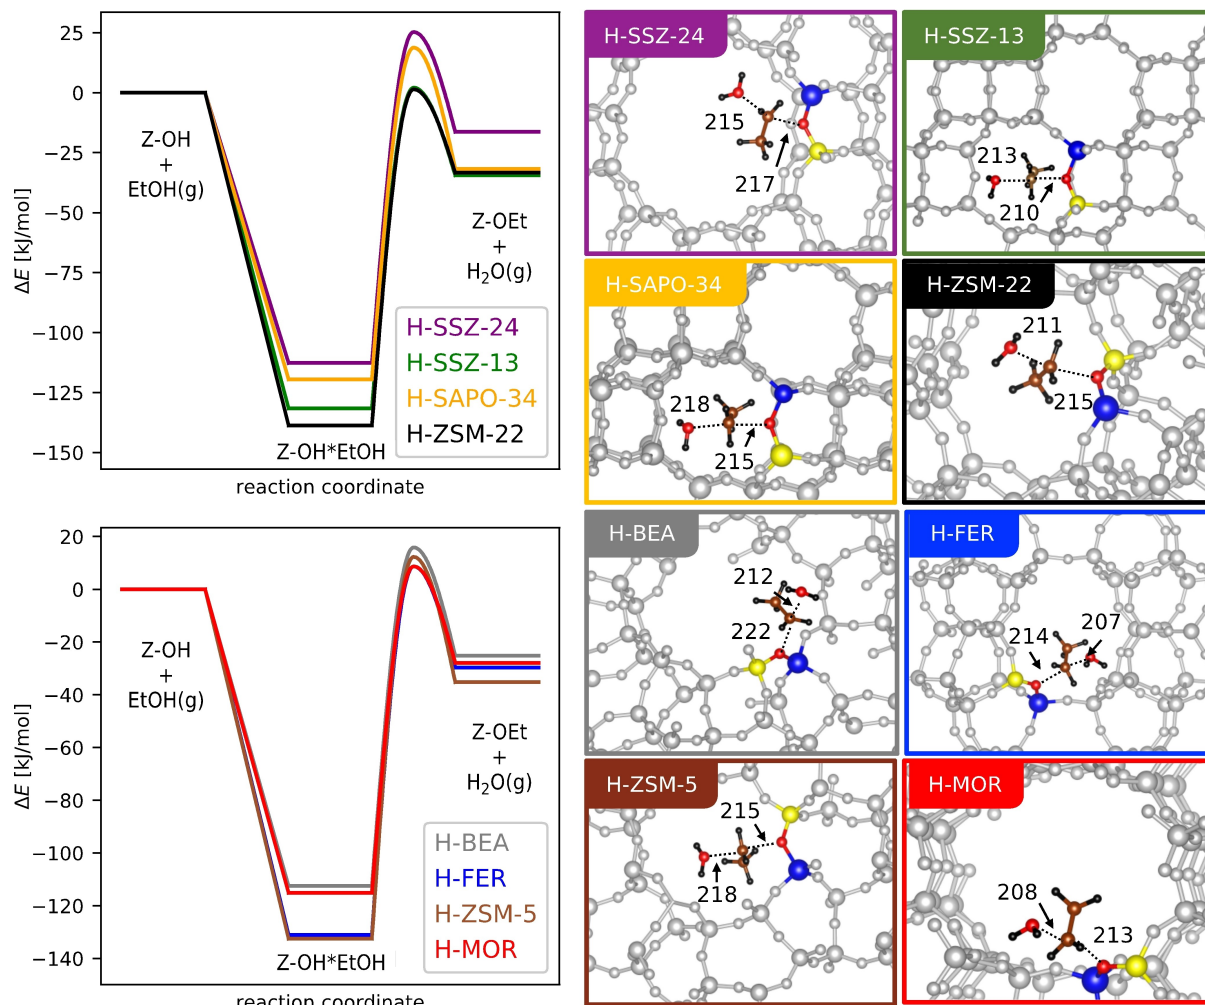 25
0
−25
−50
−75
−100
−125
−150
ΔE [kJ/mol]
Z-OH
+
EtOH(g)
Z-OEt
+
H₂O(g)
H-SSZ-24
H-SSZ-13
H-SAPO-34
H-ZSM-22
Z-OH*EtOH
reaction coordinate
20
0
−20
−40
−60
−80
−100
−120
−140
ΔE [kJ/mol]
Z-OH
+
EtOH(g)
Z-OEt
+
H₂O(g)
H-BEA
H-FER
H-ZSM-5
H-MOR
Z-OH*EtOH
reaction coordinate
H-SSZ-24
215
217
H-SSZ-13
213
210
H-SAPO-34
218
215
H-ZSM-22
211
215
H-BEA
212
222
H-FER
214
207
H-ZSM-5
215
218
H-MOR
208
213